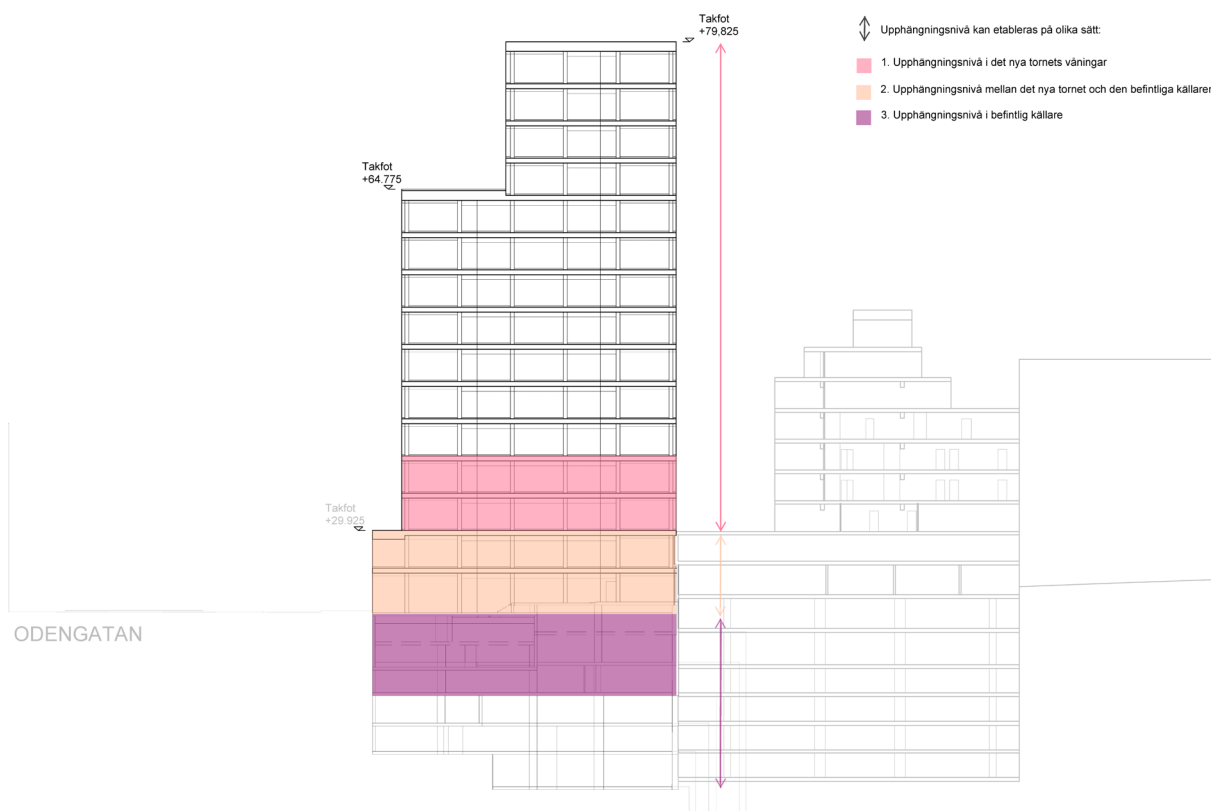 Takfot
+79,825
Upphängningsnivå kan etableras på olika sätt:
1. Upphängningsnivå i det nya tornets våningar
2. Upphängningsnivå mellan det nya tornet och den befintliga källaren
3. Upphängningsnivå i befintlig källare
Takfot
+64.775
Takfot
+29.925
ODENGATAN